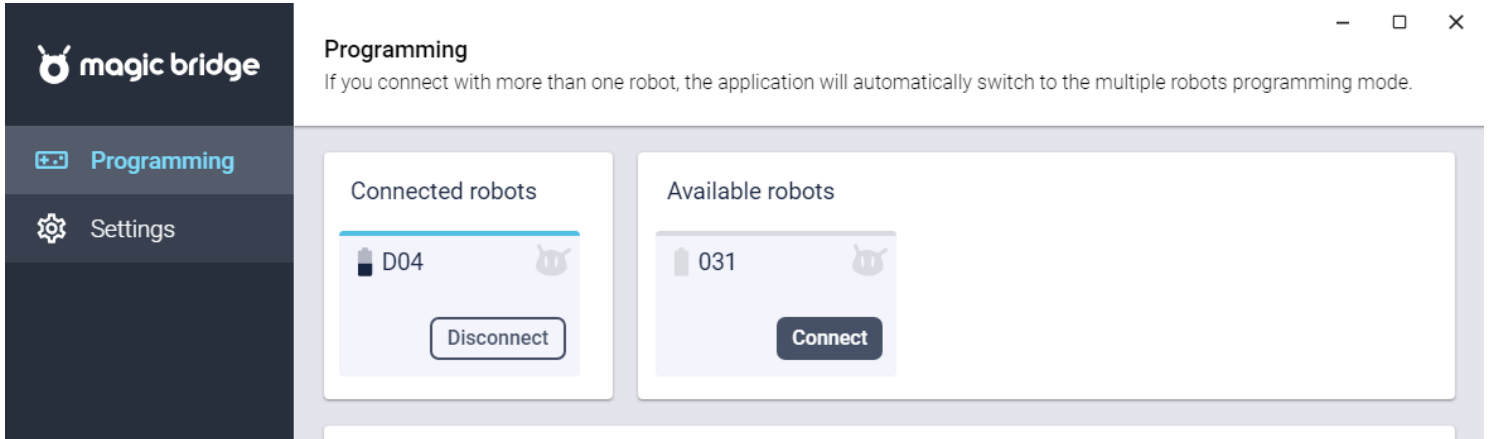 magic bridge
Programming
If you connect with more than one robot, the application will automatically switch to the multiple robots programming mode.
Programming
Settings
Connected robots
D04
Disconnect
Available robots
031
Connect